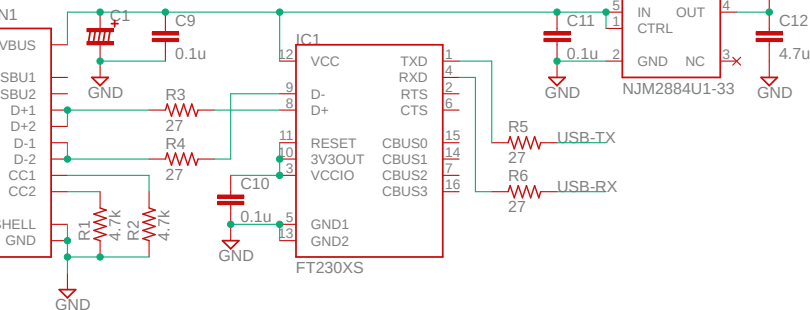 N1
VBUS
SBU1
SBU2
D+1
D+2
D-1
D-2
CC1
CC2
SHELL
GND
C1
GND
C9
0.1u
R3
27
R4
27
R1
4.7k
R2
4.7k
GND
C10
0.1u
GND
IC1
12 VCC
9 D-
8 D+
11 RESET
10 3V3OUT
3 VCCIO
5 GND1
13 GND2
TXD 1
RXD 4
RTS 2
CTS 6
CBUS0 15
CBUS1 14
CBUS2 7
CBUS3 16
FT230XS
R5
27
USB-TX
R6
27
USB-RX
C11
0.1u
GND
5 IN OUT 4
1 CTRL
2 GND NC 3
NJM2884U1-33
C12
4.7u
GND